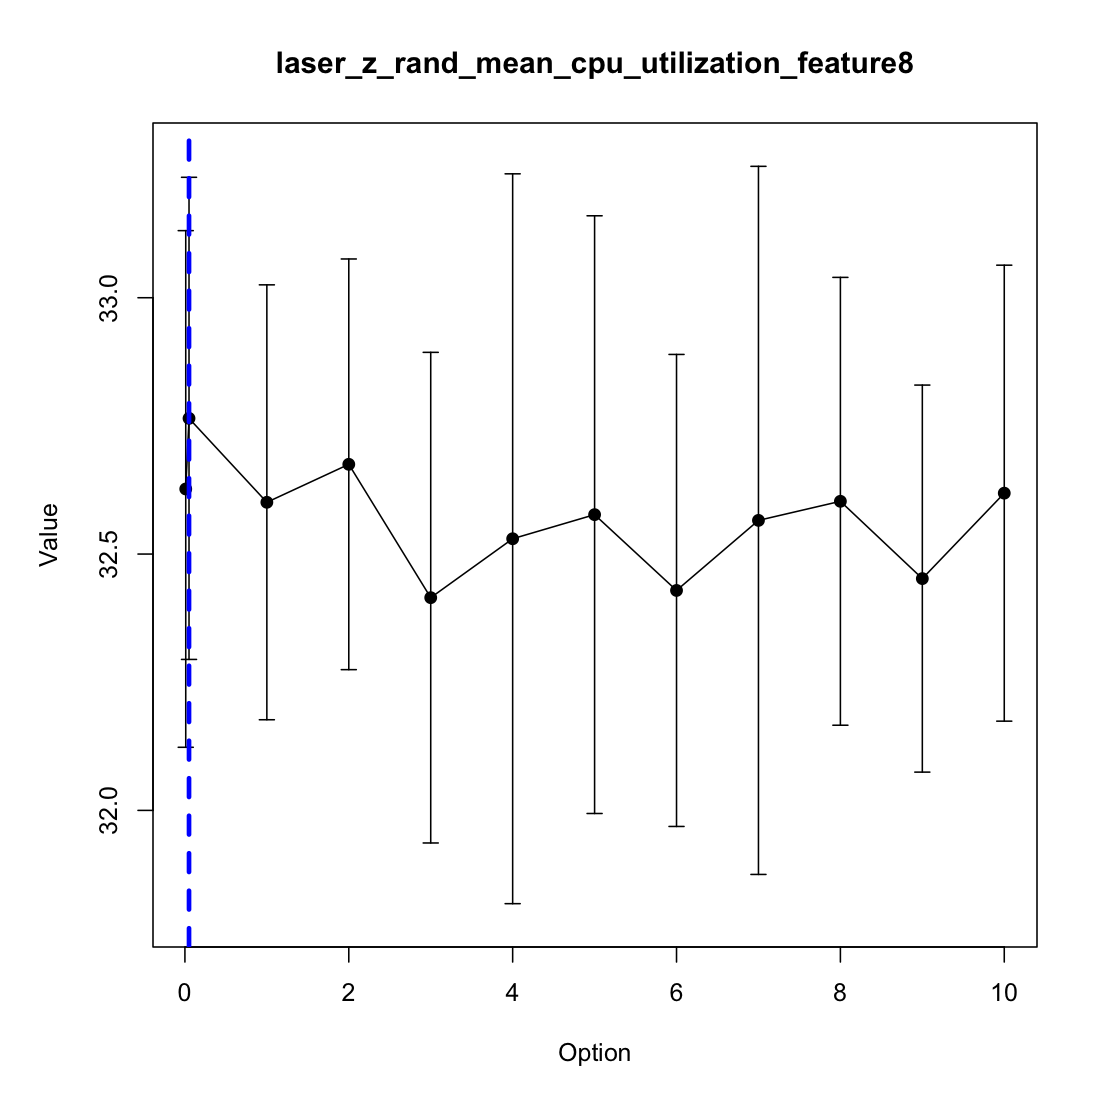 laser_z_rand_mean_cpu_utilization_feature8
Value
33.0
32.5
32.0
0 2 4 6 8 10
Option